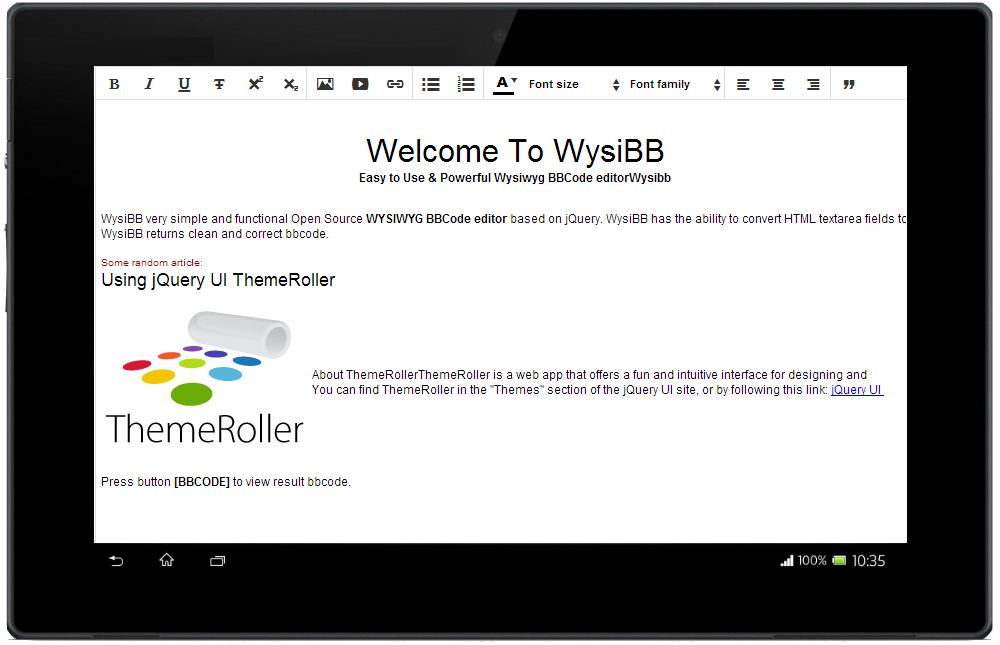 B I U T X2 X2 A Font size Font family
Welcome To WysiBB
Easy to Use & Powerful Wysiwyg BBCode editorWysibb
WysiBB very simple and functional Open Source WYSIWYG BBCode editor based on jQuery. WysiBB has the ability to convert HTML textarea fields to
WysiBB returns clean and correct bbcode.
Some random article:
Using jQuery UI ThemeRoller
About ThemeRollerThemeRoller is a web app that offers a fun and intuitive interface for designing and
You can find ThemeRoller in the "Themes" section of the jQuery UI site, or by following this link: jQuery UI
ThemeRoller
Press button [BBCODE] to view result bbcode.
100% 10:35